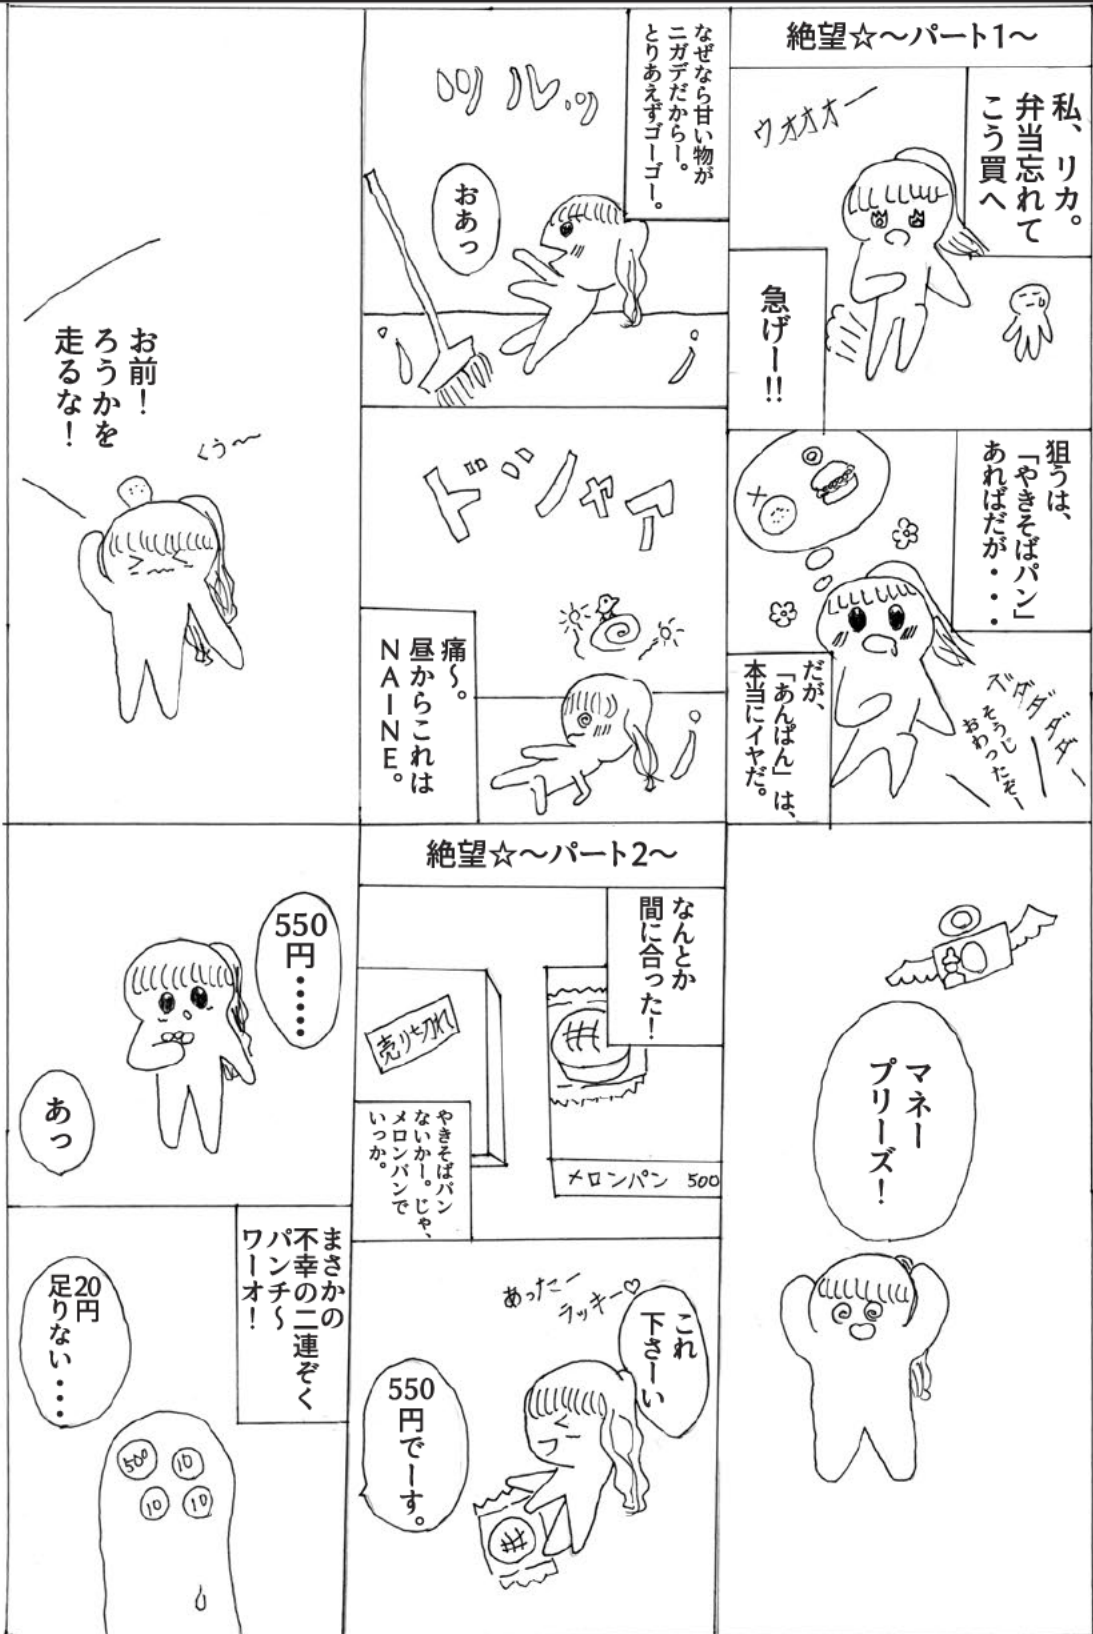 絶望☆～パート1～
私、リカ。
弁当忘れて
こう買へ
ウオオオー
急げー!!
狙うは、
「やきそばパン」
あればだが・・・
ズダダダダー
そうじ
おわったぞー
だが、
「あんぱん」は、
本当にイヤだ。
なぜなら甘い物が
ニガテだからー。
とりあえずゴーゴー。
ツルッ
おあっ
ドシャア
痛～。
昼からこれは
NAINE。
お前！
ろうかを
走るな！
くぅ～
マネー
プリーズ！
絶望☆～パート2～
なんとか
間に合った！
売り切れ
メロンパン 500
やきそばパン
ないかー。じゃ、
メロンパンで
いっか。
これ
下さーい
あったー
ラッキー♡
550
円でーす。
550
円……
あっ
まさかの
不幸の二連ぞく
パンチ～
ワーオ！
20円
足りない・・・
500
10
10
10